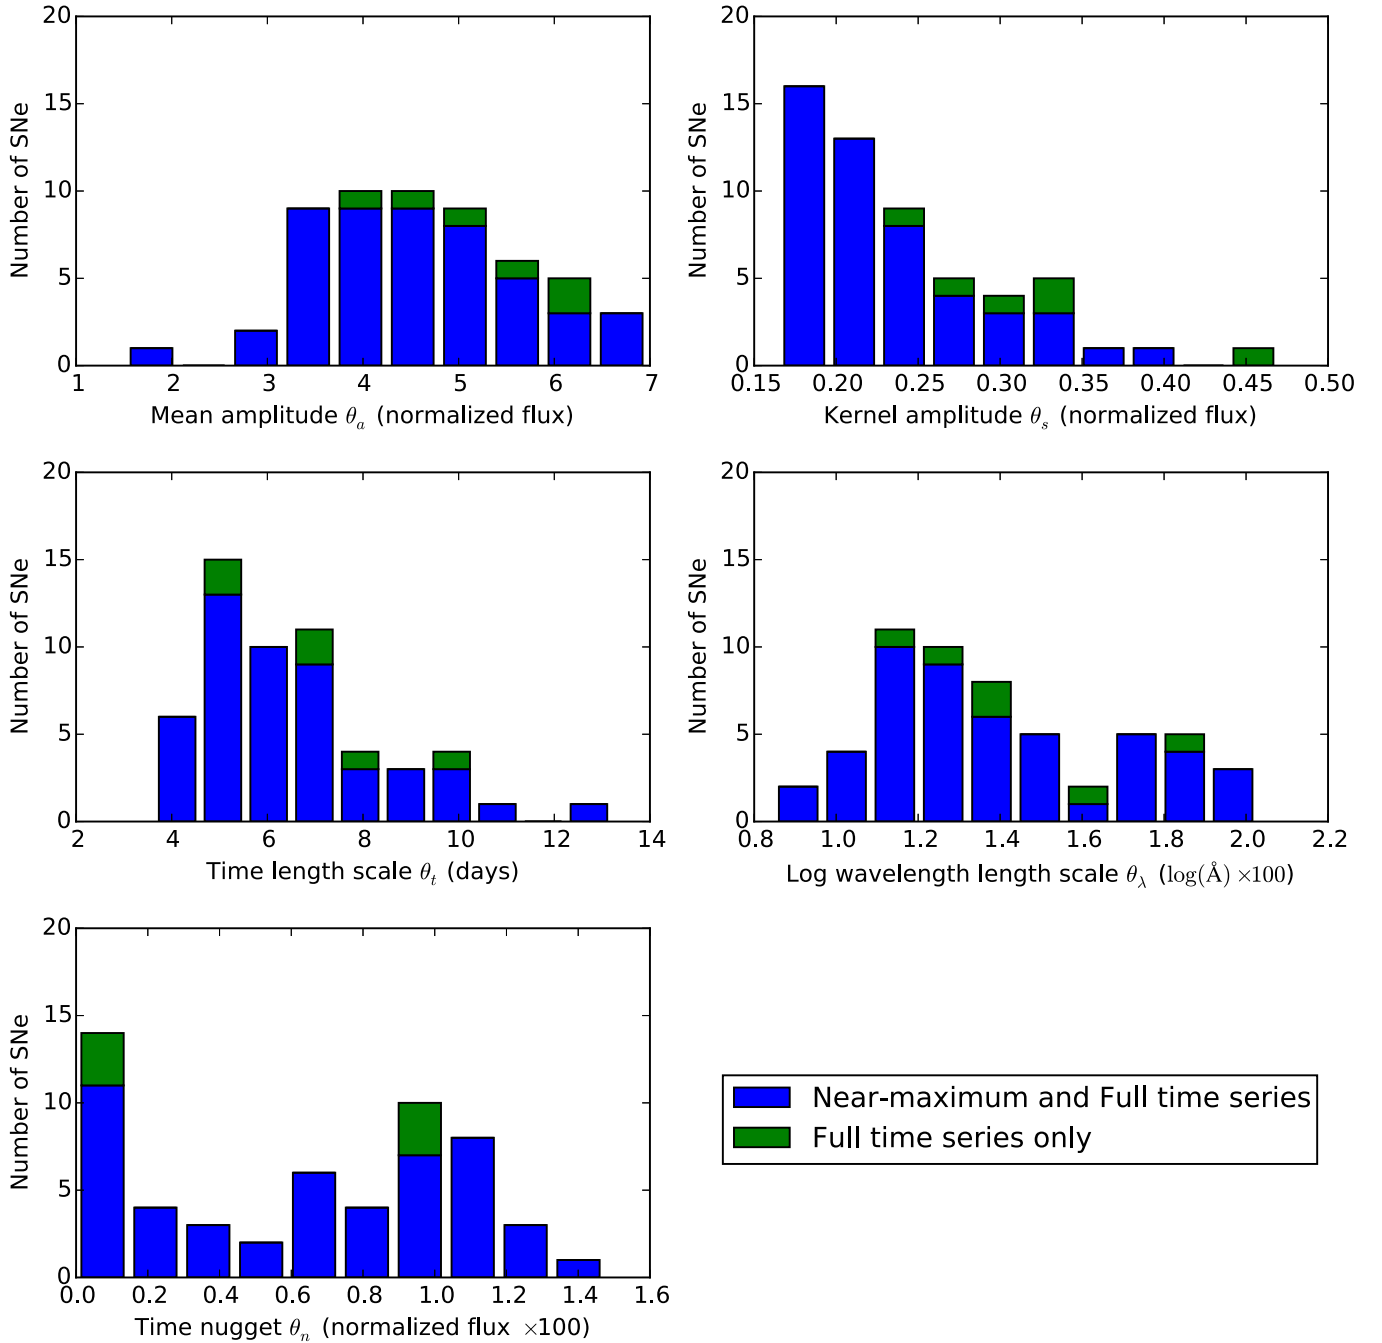 Number of SNe
20
15
10
5
0
1 2 3 4 5 6 7
Mean amplitude θa (normalized flux)
Number of SNe
20
15
10
5
0
0.15 0.20 0.25 0.30 0.35 0.40 0.45 0.50
Kernel amplitude θs (normalized flux)
Number of SNe
20
15
10
5
0
2 4 6 8 10 12 14
Time length scale θt (days)
Number of SNe
20
15
10
5
0
0.8 1.0 1.2 1.4 1.6 1.8 2.0 2.2
Log wavelength length scale θλ (log(Å) ×100)
Number of SNe
20
15
10
5
0
0.0 0.2 0.4 0.6 0.8 1.0 1.2 1.4 1.6
Time nugget θn (normalized flux ×100)
Near-maximum and Full time series
Full time series only